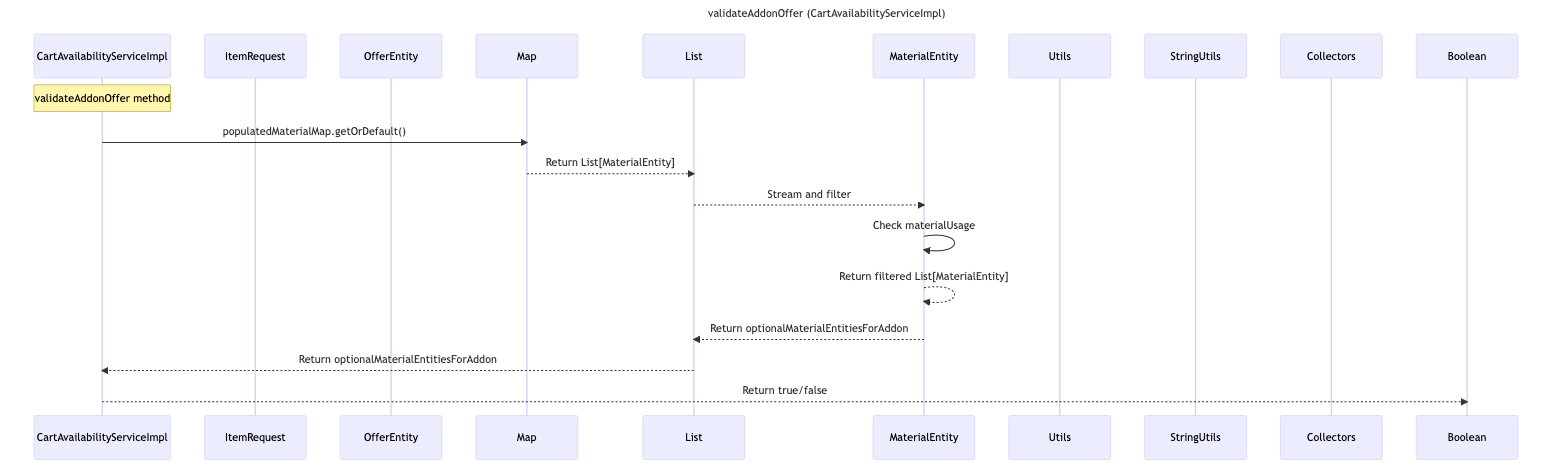 validateAddonOffer (CartAvailabilityServiceImpl)
CartAvailabilityServiceImpl
ItemRequest
OfferEntity
Map
List
MaterialEntity
Utils
StringUtils
Collectors
Boolean
validateAddonOffer method
populatedMaterialMap.getOrDefault()
Return List[MaterialEntity]
Stream and filter
Check materialUsage
Return filtered List[MaterialEntity]
Return optionalMaterialEntitiesForAddon
Return optionalMaterialEntitiesForAddon
Return true/false
CartAvailabilityServiceImpl
ItemRequest
OfferEntity
Map
List
MaterialEntity
Utils
StringUtils
Collectors
Boolean